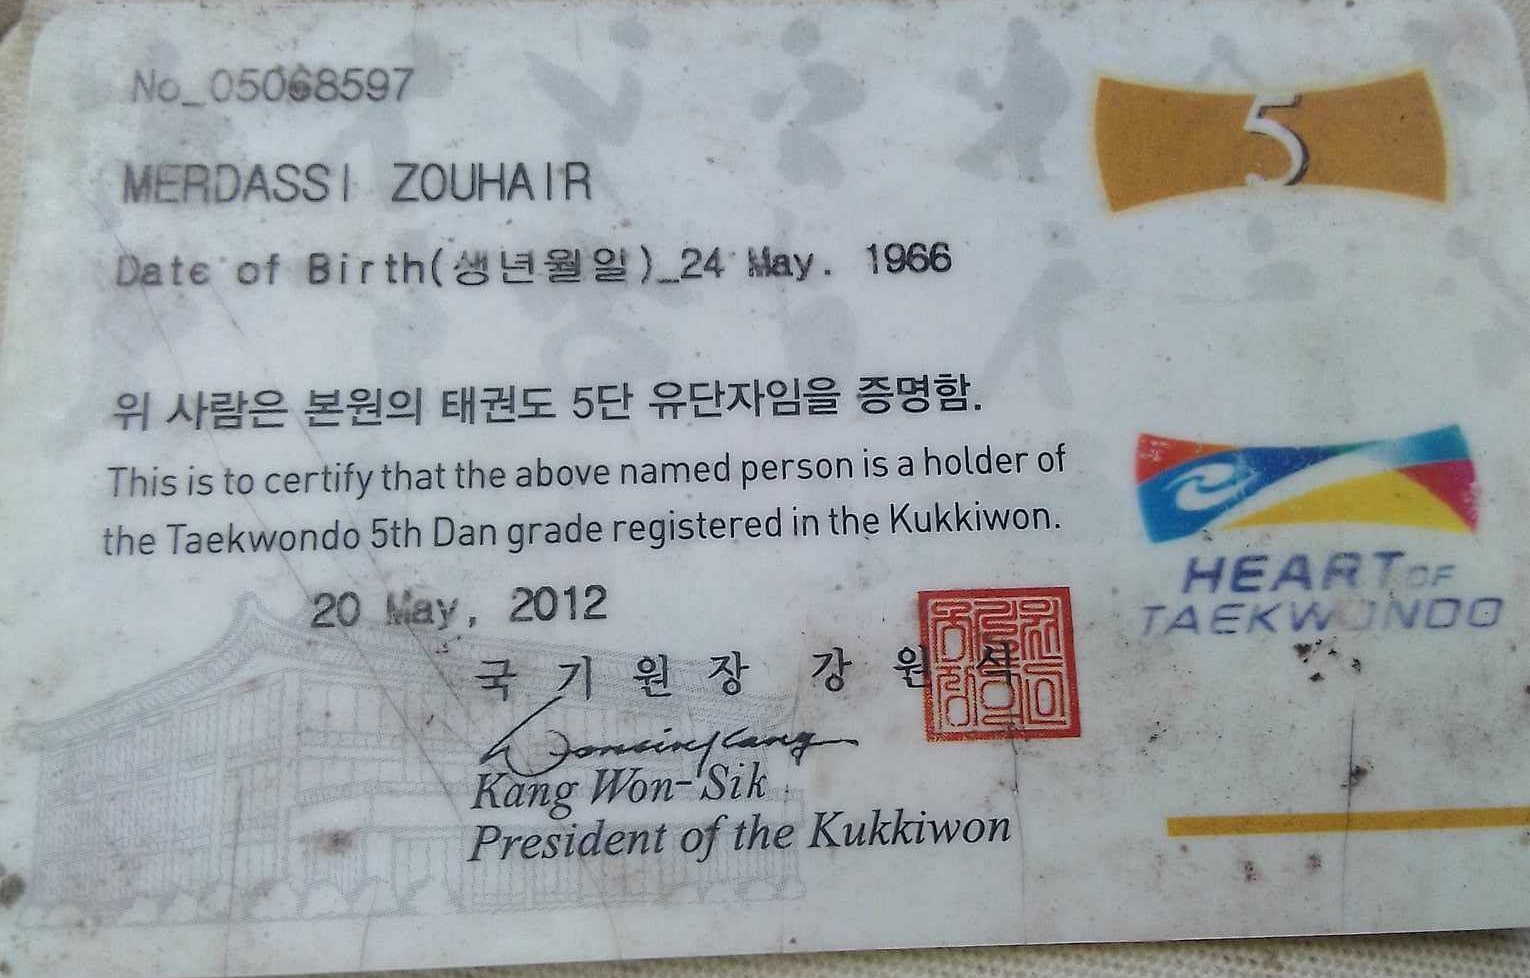 No_05068597
5
MERDASSI ZOUHAIR
Date of Birth(생년월일)_24 May. 1966
위 사람은 본원의 태권도 5단 유단자임을 증명함.
This is to certify that the above named person is a holder of
the Taekwondo 5th Dan grade registered in the Kukkiwon.
HEART OF
TAEKWONDO
20 May, 2012
국 기 원 장 강 원 식
Kang Won-Sik
President of the Kukkiwon